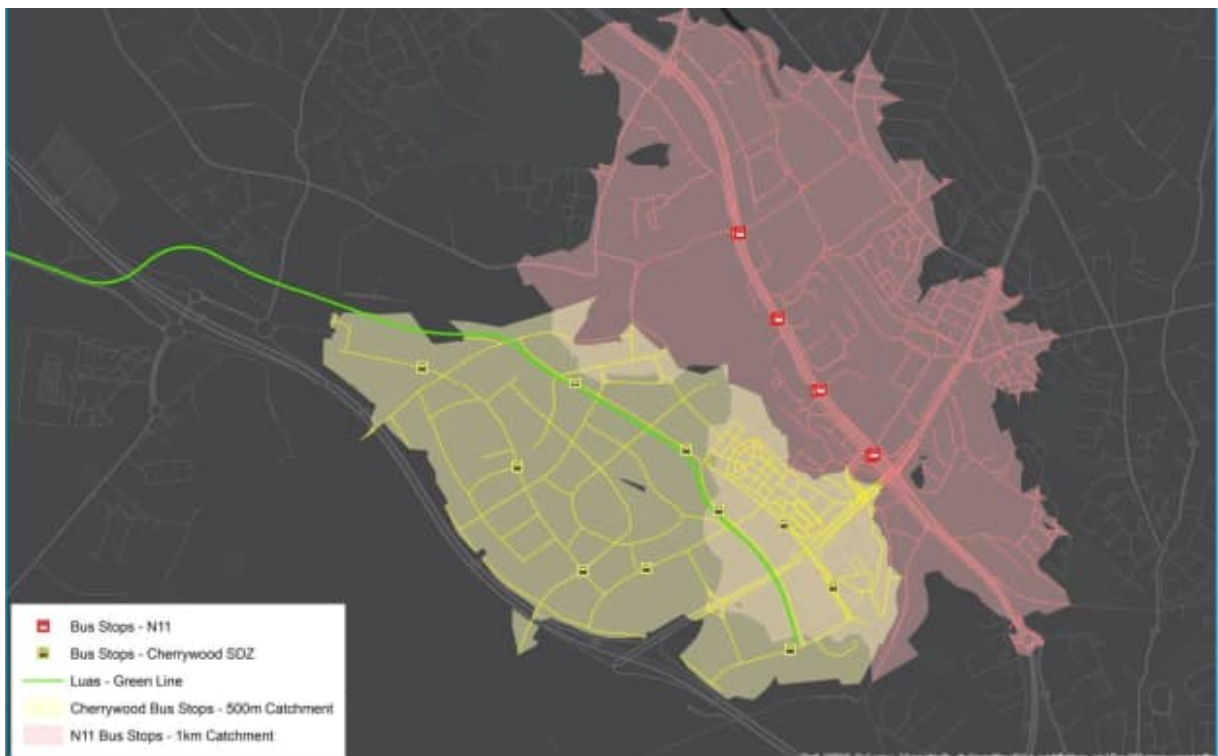 Bus Stops - N11
Bus Stops - Cherrywood SDZ
Luas - Green Line
Cherrywood Bus Stops - 500m Catchment
N11 Bus Stops - 1km Catchment